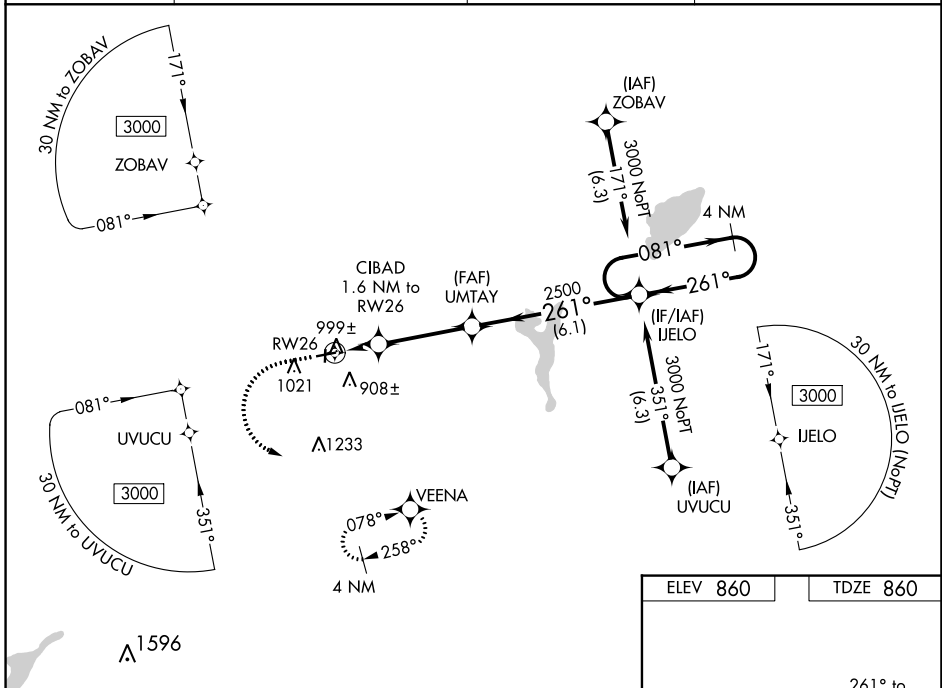 30 NM to ZOBAV
171°
3000
ZOBAV
081°
(IAF)
ZOBAV
3000 NoPT
171°
(6.3)
4 NM
081°
261°
CIBAD
1.6 NM to
RW26
(FAF)
UMTAY
2500
261°
(6.1)
(IF/IAF)
IJELO
999±
RW26
1021
908±
1233
3000 NoPT
351°
(6.3)
(IAF)
UVUCU
081°
UVUCU
3000
351°
30 NM to UVUCU
171°
3000
IJELO
351°
30 NM to IJELO (NoPT)
VEENA
078°
258°
4 NM
1596
ELEV 860
TDZE 860
261° to